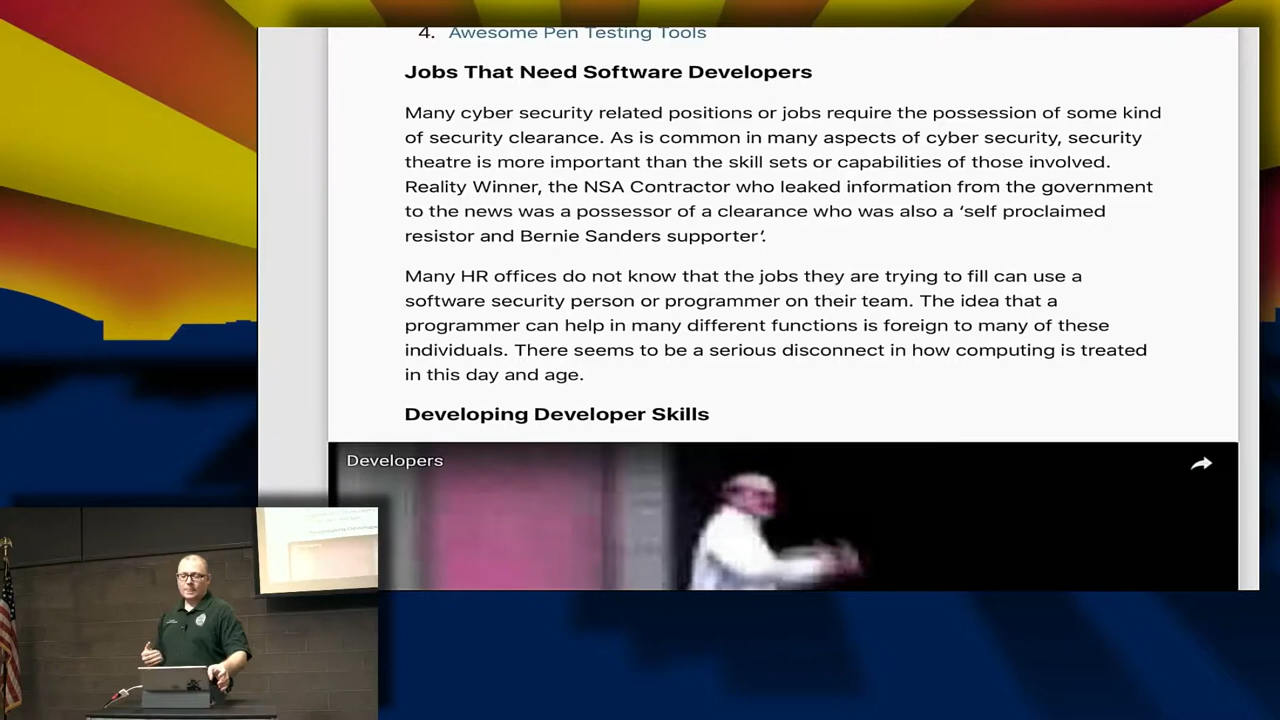 4. Awesome Pen Testing Tools
Jobs That Need Software Developers
Many cyber security related positions or jobs require the possession of some kind
of security clearance. As is common in many aspects of cyber security, security
theatre is more important than the skill sets or capabilities of those involved.
Reality Winner, the NSA Contractor who leaked information from the government
to the news was a possessor of a clearance who was also a ‘self proclaimed
resistor and Bernie Sanders supporter’.
Many HR offices do not know that the jobs they are trying to fill can use a
software security person or programmer on their team. The idea that a
programmer can help in many different functions is foreign to many of these
individuals. There seems to be a serious disconnect in how computing is treated
in this day and age.
Developing Developer Skills
Developers